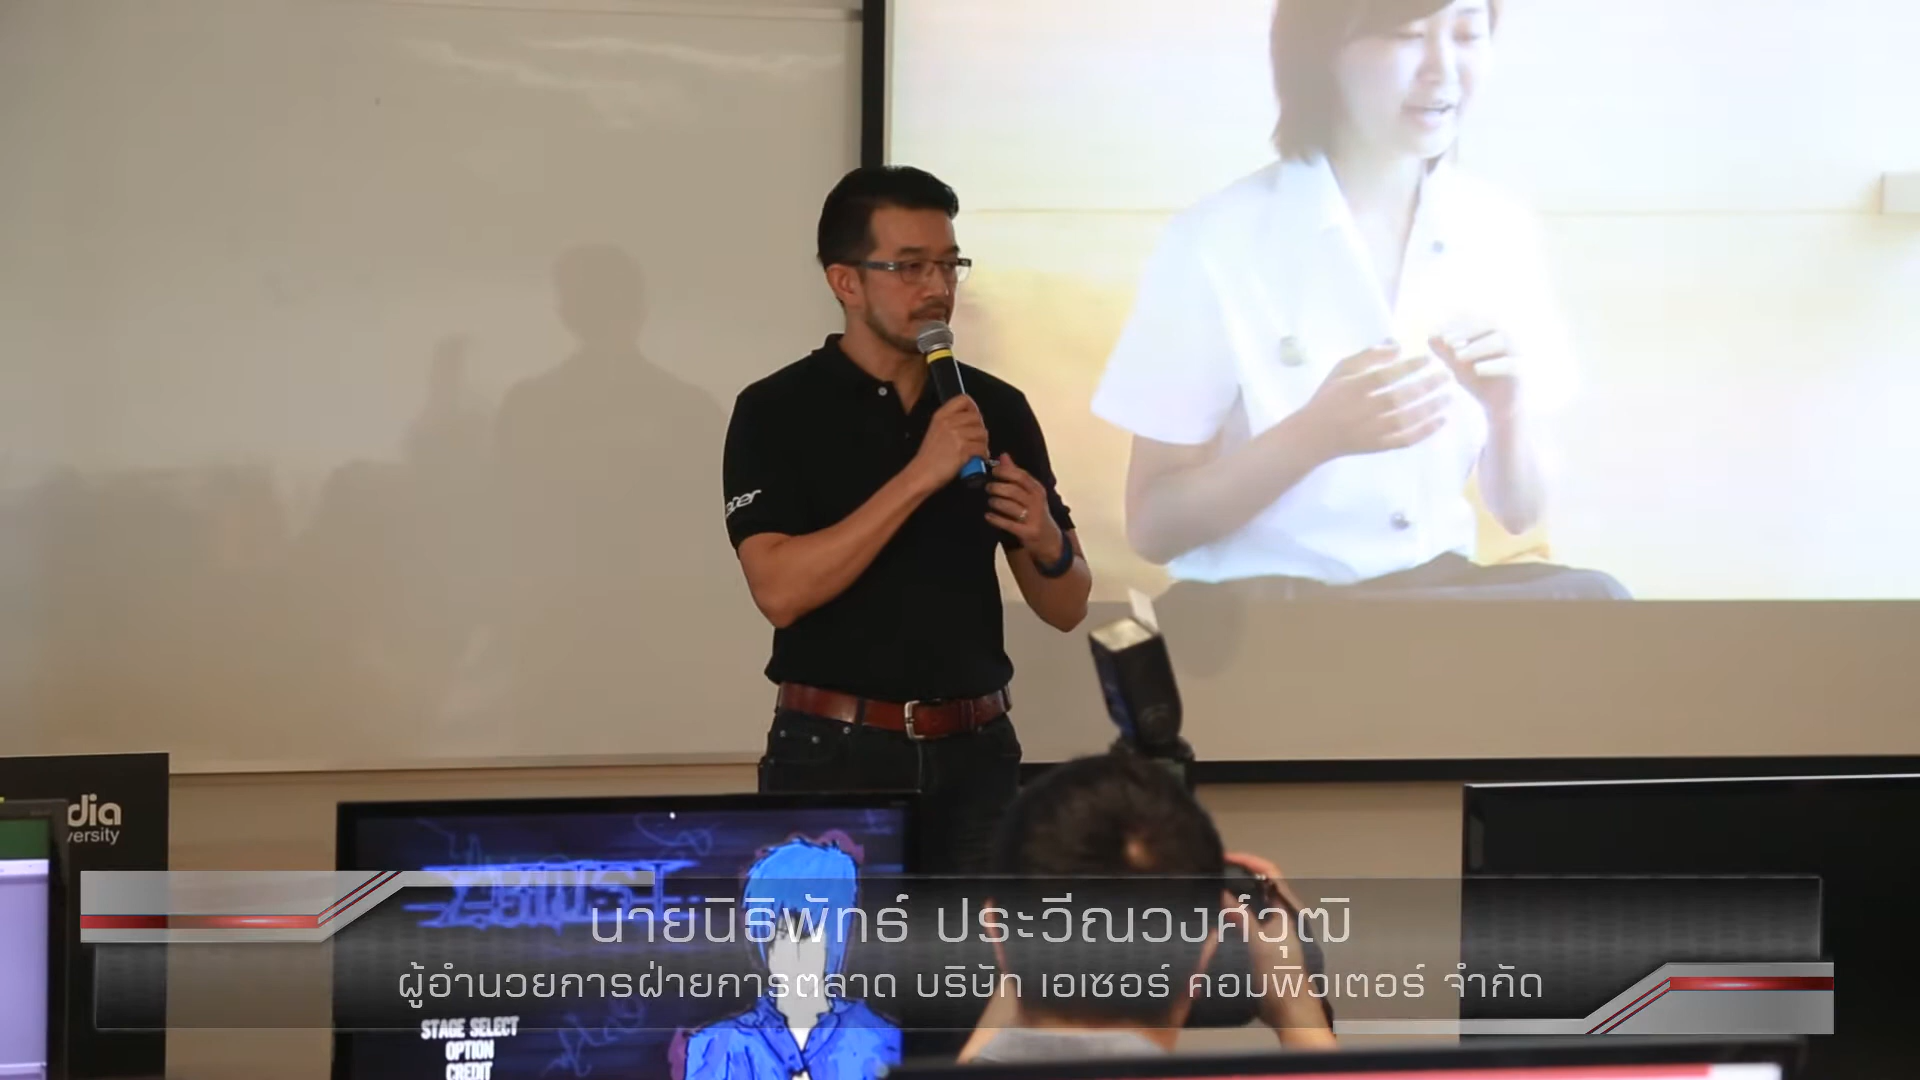 acer
dia
versity
นายนิธิพัทธ์ ประวีณวงศ์วุฒิ
ผู้อำนวยการฝ่ายการตลาด บริษัท เอเซอร์ คอมพิวเตอร์ จำกัด
STAGE SELECT
OPTION
CREDIT